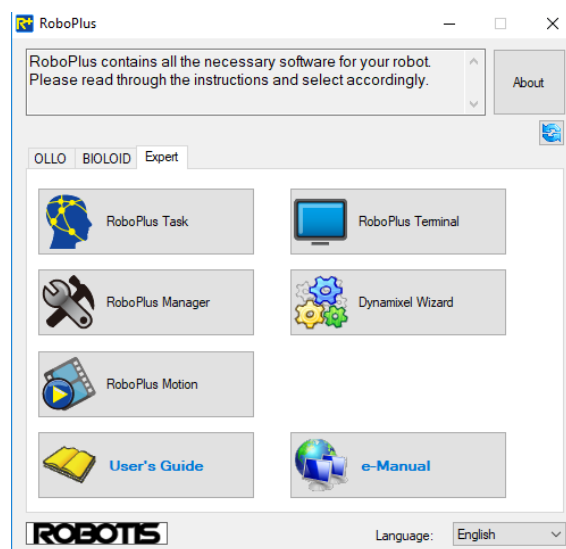 RoboPlus
RoboPlus contains all the necessary software for your robot.
Please read through the instructions and select accordingly.
About
OLLO BIOLOID Expert
RoboPlus Task
RoboPlus Terminal
RoboPlus Manager
Dynamixel Wizard
RoboPlus Motion
User's Guide
e-Manual
ROBOTIS
Language: English